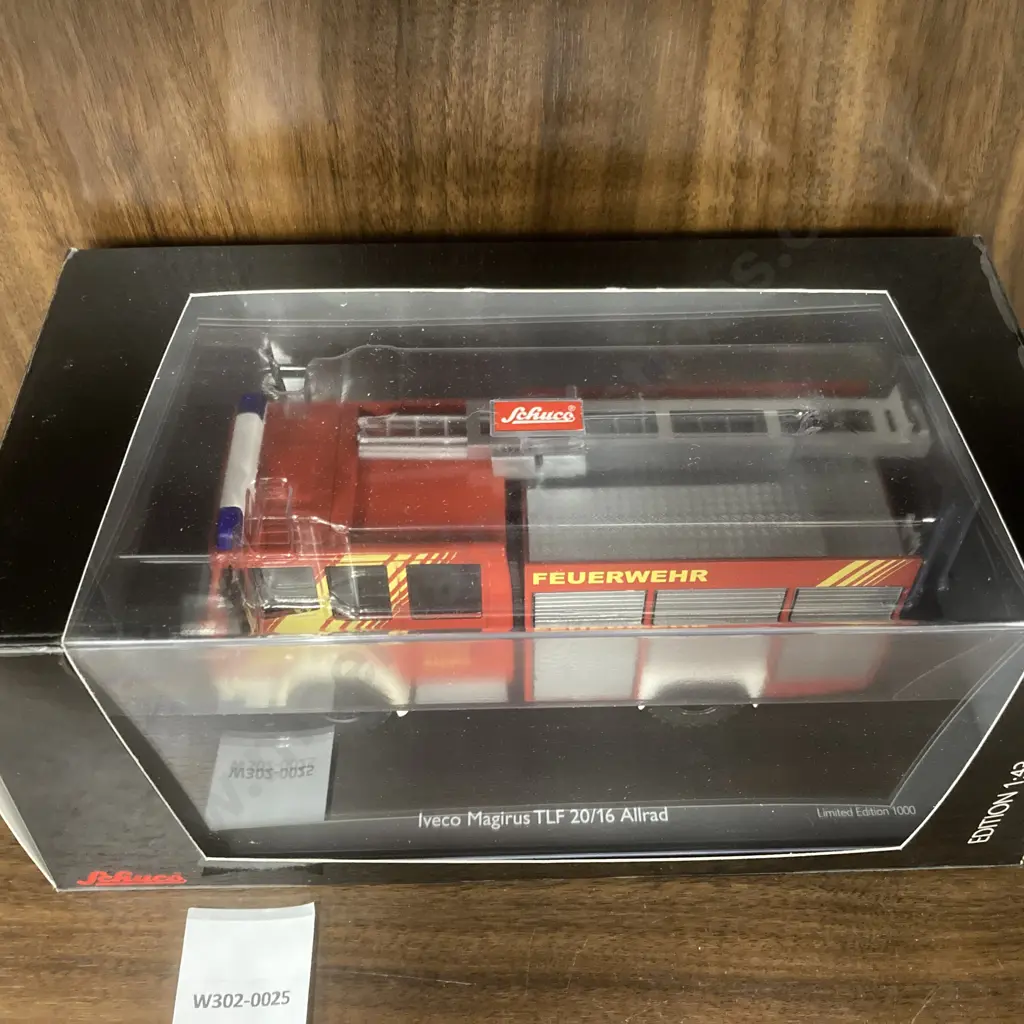 Schuco
FEUERWEHR
W302-0025
Iveco Magirus TLF 20/16 Allrad
Limited Edition 1000
EDITION 1:43
Schuco
W302-0025